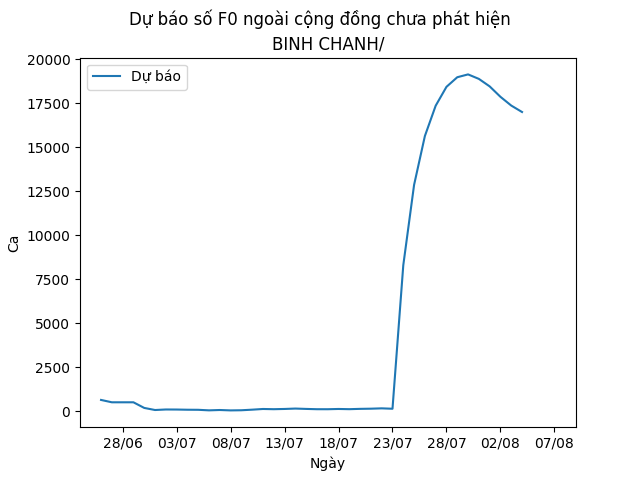 Dự báo số F0 ngoài cộng đồng chưa phát hiện
BINH CHANH/
Dự báo
20000
17500
15000
12500
10000
7500
5000
2500
0
Ca
28/06 03/07 08/07 13/07 18/07 23/07 28/07 02/08 07/08
Ngày